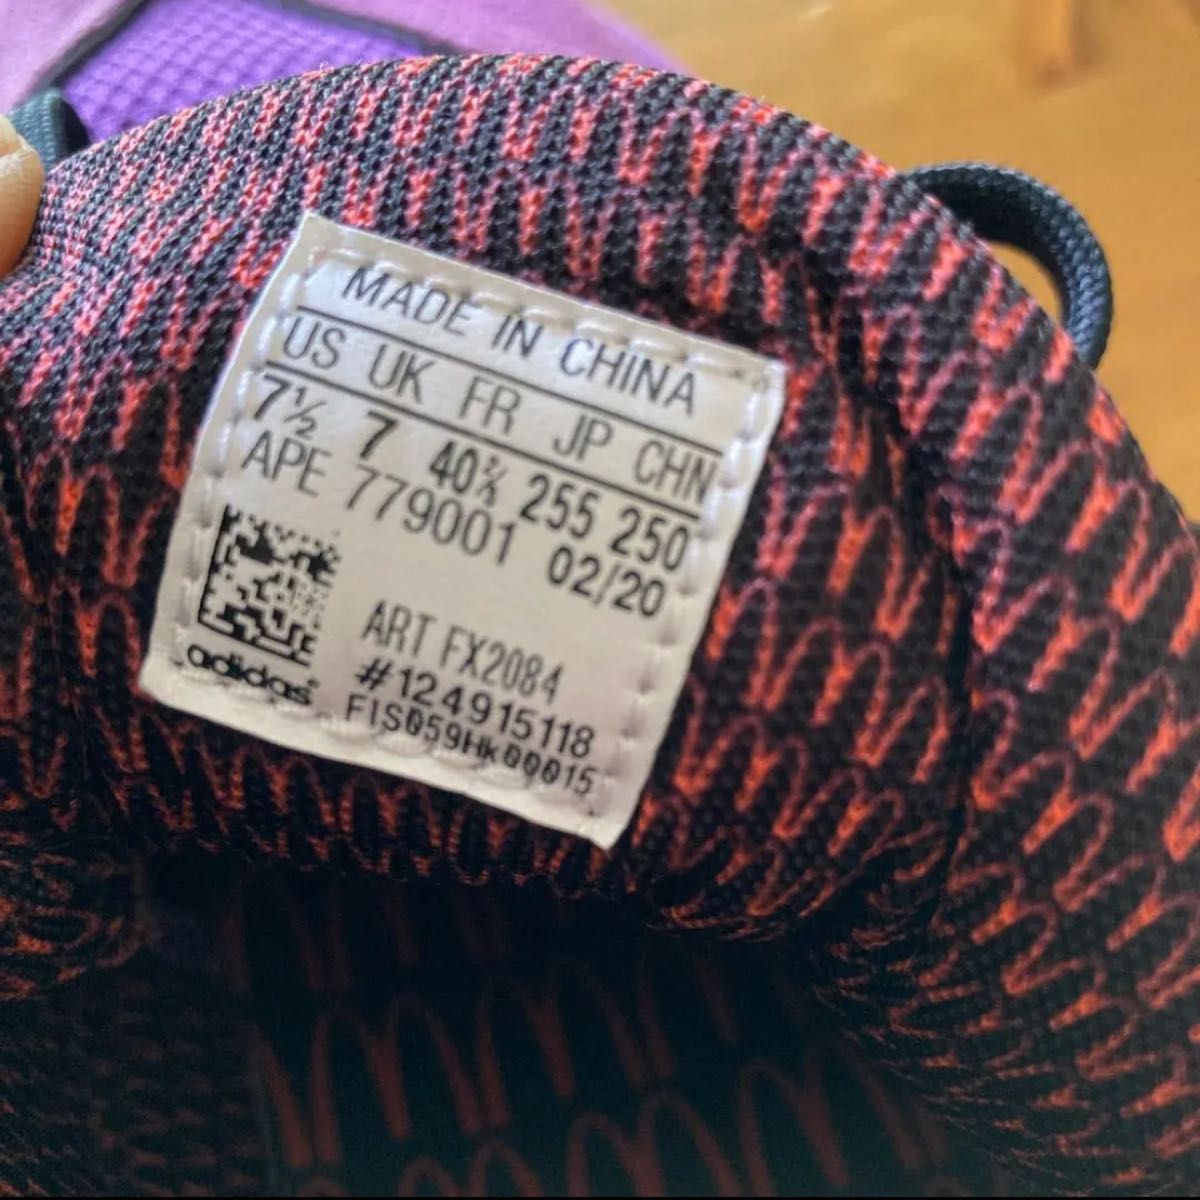 MADE IN CHINA
US UK FR JP CHN
7½ 7 40⅔ 255 250
APE 779001 02/20
ART FX2084
#124915118
FIS059Hk00015
adidas